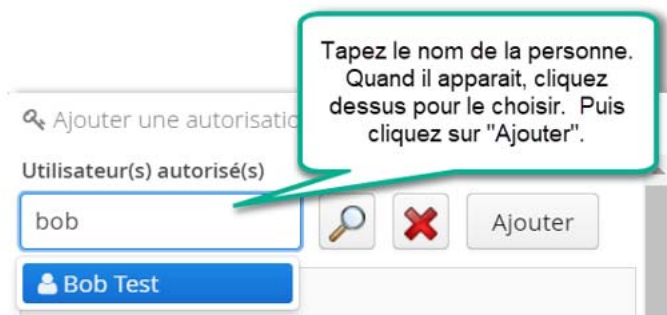 Tapez le nom de la personne.
Quand il apparait, cliquez
dessus pour le choisir. Puis
cliquez sur "Ajouter".
Ajouter une autorisatio
Utilisateur(s) autorisé(s)
bob
Ajouter
Bob Test